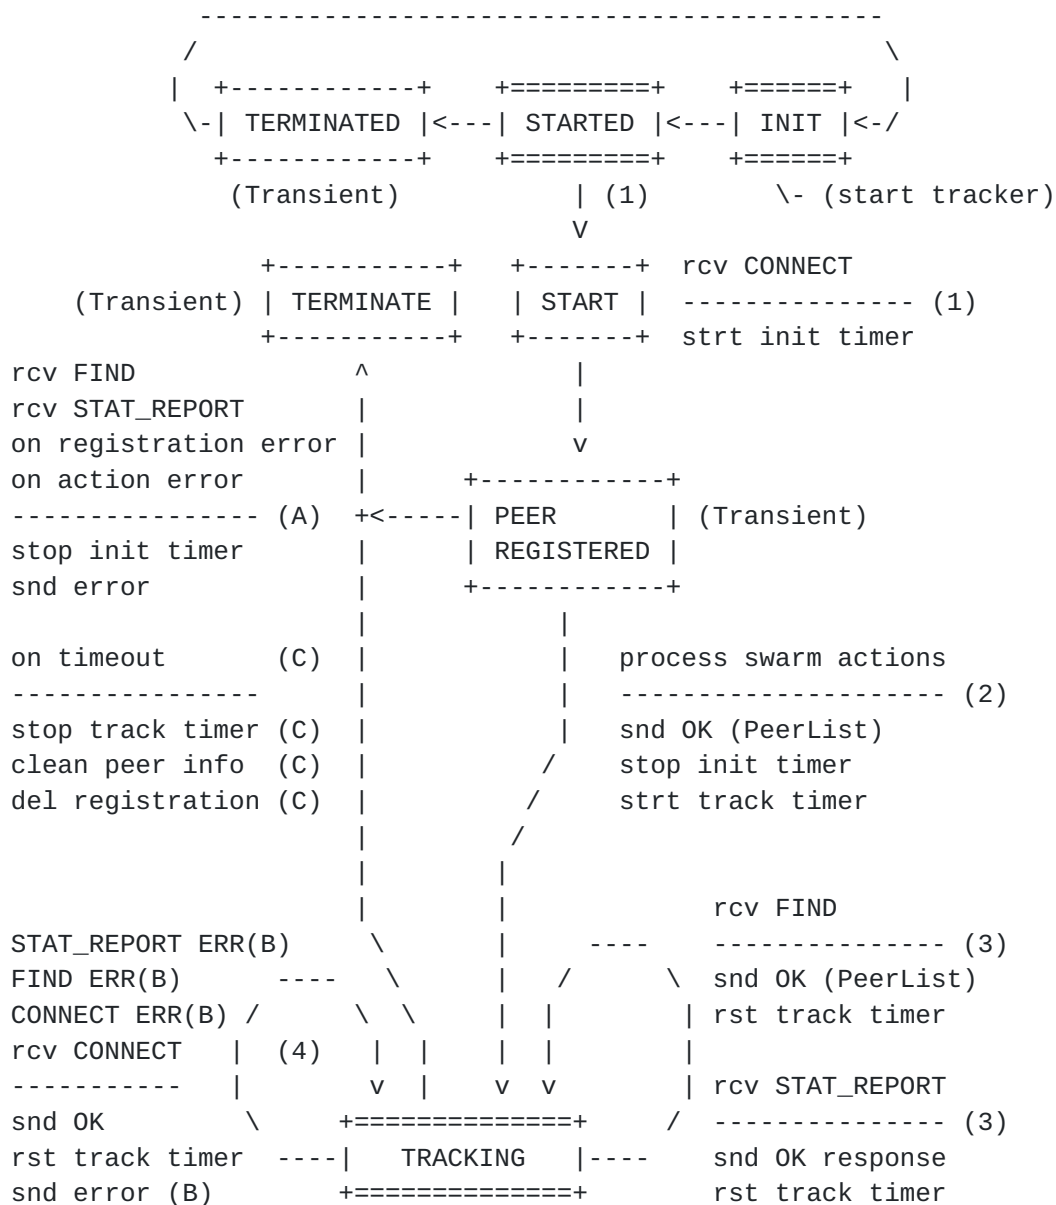 --------------------------------------------
           /                                            \
          |  +------------+    +=========+    +======+   |
           \-| TERMINATED |<---| STARTED |<---| INIT |<-/
             +------------+    +=========+    +======+
              (Transient)           | (1)        \- (start tracker)
                                    V
                +-----------+   +-------+  rcv CONNECT
    (Transient) | TERMINATE |   | START |  --------------- (1)
                +-----------+   +-------+  strt init timer
rcv FIND              ^             |
rcv STAT_REPORT       |             |
on registration error |             v
on action error       |      +------------+
---------------- (A)  +<-----| PEER       | (Transient)
stop init timer       |      | REGISTERED |
snd error             |      +------------+
                      |            |
on timeout       (C)  |            |   process swarm actions
----------------      |            |   --------------------- (2)
stop track timer (C)  |            |   snd OK (PeerList)
clean peer info  (C)  |           /    stop init timer
del registration (C)  |          /     strt track timer
                      |         /
                      |        |
                      |        |             rcv FIND
STAT_REPORT ERR(B)     \       |     ----    --------------- (3)
FIND ERR(B)      ----   \      |   /      \  snd OK (PeerList)
CONNECT ERR(B) /      \  \     |  |        | rst track timer
rcv CONNECT   |  (4)   |  |    |  |        |
-----------   |        v  |    v  v        | rcv STAT_REPORT
snd OK         \     +==============+     /  --------------- (3)
rst track timer  ----|   TRACKING   |----    snd OK response
snd error (B)        +==============+        rst track timer